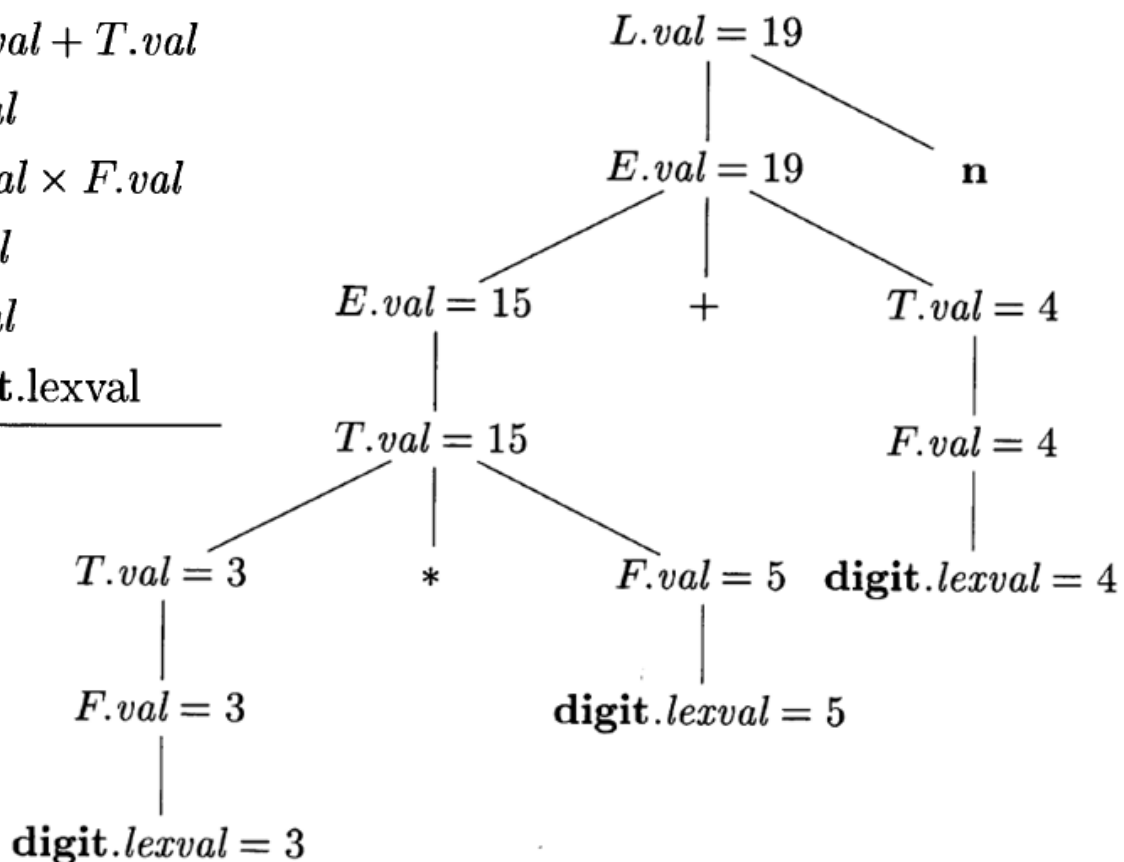 val + T.val
al
al × F.val
l
al
t.lexval
L.val = 19
E.val = 19 n
E.val = 15 + T.val = 4
T.val = 15 F.val = 4
T.val = 3 * F.val = 5 digit.lexval = 4
F.val = 3 digit.lexval = 5
digit.lexval = 3